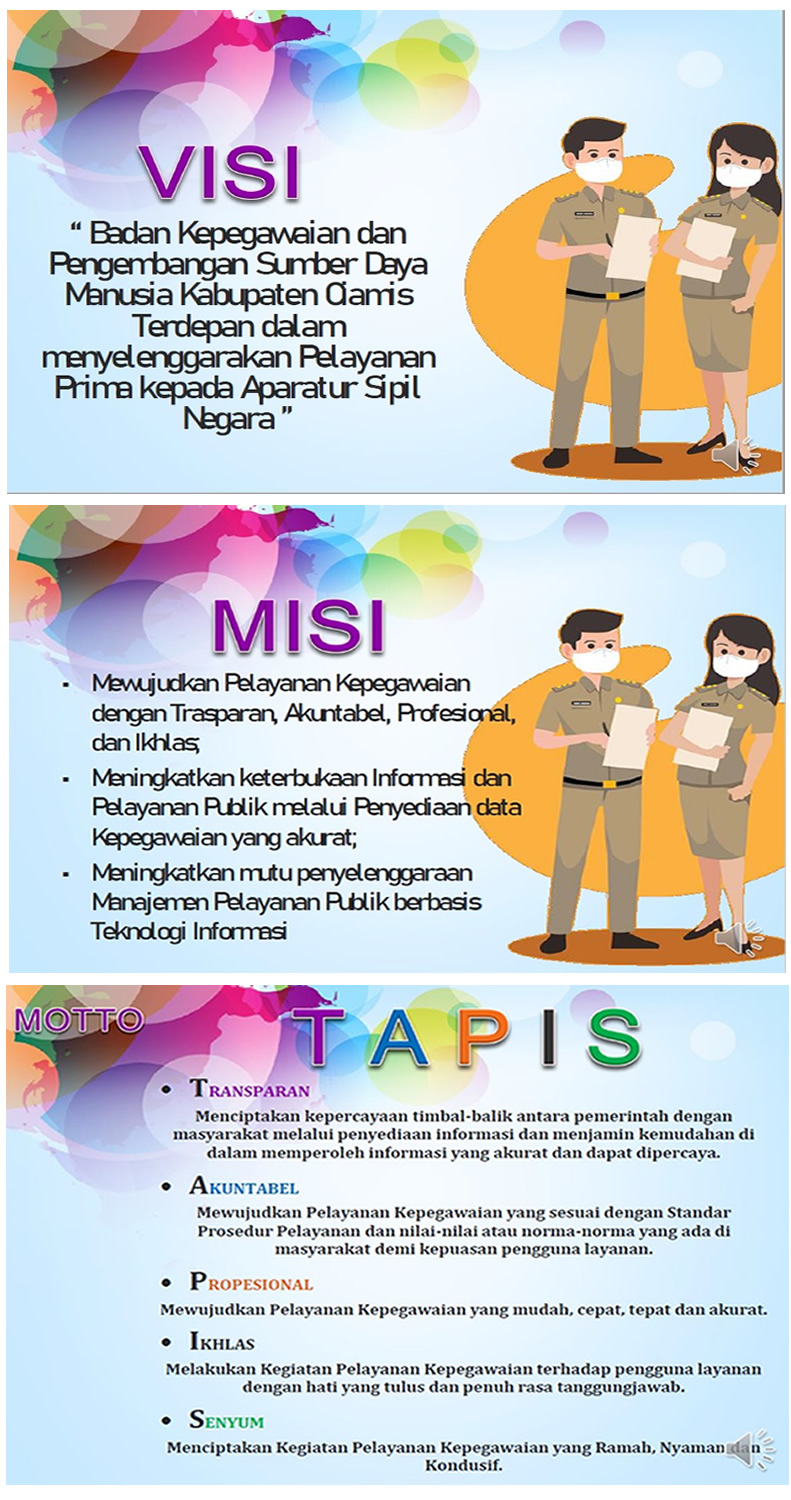 VISI
“ Badan Kepegawaian dan
Pengembangan Sumber Daya
Manusia Kabupaten Ciamis
Terdepan dalam
menyelenggarakan Pelayanan
Prima kepada Aparatur Sipil
Negara ”
MISI
▪ Mewujudkan Pelayanan Kepegawaian
dengan Trasparan, Akuntabel, Profesional,
dan Ikhlas;
▪ Meningkatkan keterbukaan Informasi dan
Pelayanan Publik melalui Penyediaan data
Kepegawaian yang akurat;
▪ Meningkatkan mutu penyelenggaraan
Manajemen Pelayanan Publik berbasis
Teknologi Informasi
MOTTO
TAPIS
• TRANSPARAN
Menciptakan kepercayaan timbal-balik antara pemerintah dengan
masyarakat melalui penyediaan informasi dan menjamin kemudahan di
dalam memperoleh informasi yang akurat dan dapat dipercaya.
• AKUNTABEL
Mewujudkan Pelayanan Kepegawaian yang sesuai dengan Standar
Prosedur Pelayanan dan nilai-nilai atau norma-norma yang ada di
masyarakat demi kepuasan pengguna layanan.
• PROPESIONAL
Mewujudkan Pelayanan Kepegawaian yang mudah, cepat, tepat dan akurat.
• IKHLAS
Melakukan Kegiatan Pelayanan Kepegawaian terhadap pengguna layanan
dengan hati yang tulus dan penuh rasa tanggungjawab.
• SENYUM
Menciptakan Kegiatan Pelayanan Kepegawaian yang Ramah, Nyaman dan
Kondusif.